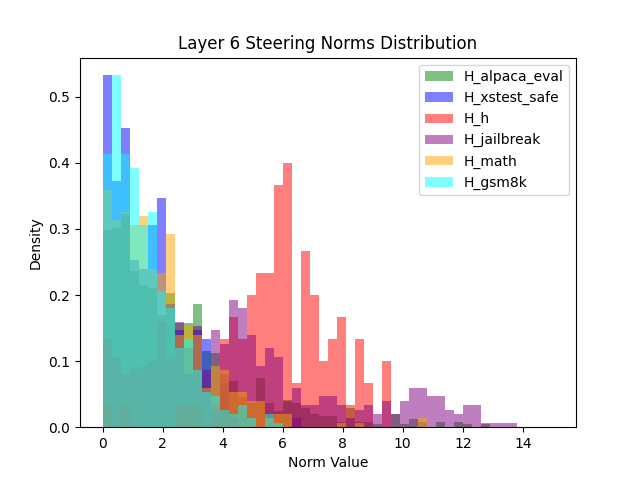 Layer 6 Steering Norms Distribution
H_alpaca_eval
H_xstest_safe
H_h
H_jailbreak
H_math
H_gsm8k
Density
0.5
0.4
0.3
0.2
0.1
0.0
0 2 4 6 8 10 12 14
Norm Value